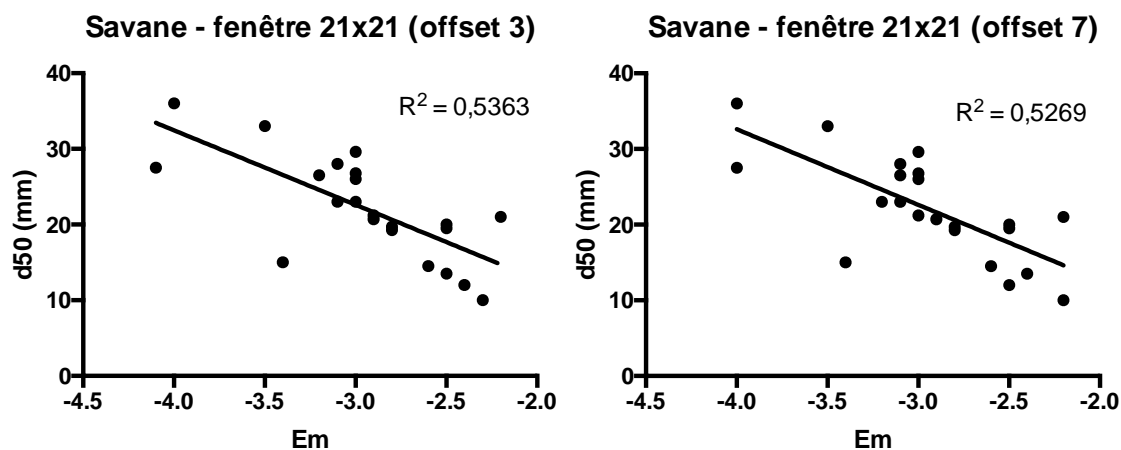 Savane - fenêtre 21x21 (offset 3)
40
30
20
10
0
d50 (mm)
R2 = 0,5363
-4.5 -4.0 -3.5 -3.0 -2.5 -2.0
Em
Savane - fenêtre 21x21 (offset 7)
40
30
20
10
0
d50 (mm)
R2 = 0,5269
-4.5 -4.0 -3.5 -3.0 -2.5 -2.0
Em